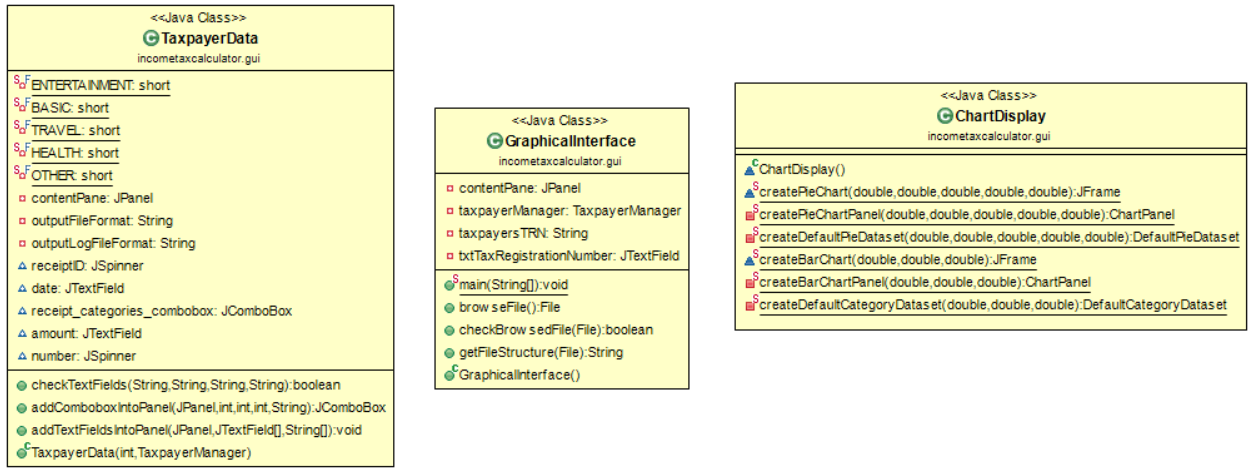 <<Java Class>>
TaxpayerData
incometaxcalculator.gui
ENTERTAINMENT: short
BASIC: short
TRAVEL: short
HEALTH: short
OTHER: short
contentPane: JPanel
outputFileFormat: String
outputLogFileFormat: String
receiptID: JSpinner
date: JTextField
receipt_categories_combobox: JComboBox
amount: JTextField
number: JSpinner
checkTextFields(String,String,String,String):boolean
addComboboxIntoPanel(JPanel,int,int,int,String):JComboBox
addTextFieldsIntoPanel(JPanel,JTextField[],String[]):void
TaxpayerData(int,TaxpayerManager)
<<Java Class>>
GraphicalInterface
incometaxcalculator.gui
contentPane: JPanel
taxpayerManager: TaxpayerManager
taxpayersTRN: String
txtTaxRegistrationNumber: JTextField
main(String[]):void
browseFile():File
checkBrowsedFile(File):boolean
getFileStructure(File):String
GraphicalInterface()
<<Java Class>>
ChartDisplay
incometaxcalculator.gui
ChartDisplay()
createPieChart(double,double,double,double,double):JFrame
createPieChartPanel(double,double,double,double,double):ChartPanel
createDefaultPieDataset(double,double,double,double,double):DefaultPieDataset
createBarChart(double,double,double):JFrame
createBarChartPanel(double,double,double):ChartPanel
createDefaultCategoryDataset(double,double,double):DefaultCategoryDataset